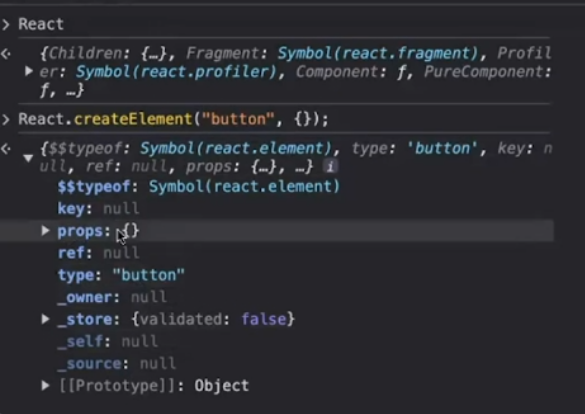 > React
<· {Children: {…}, Fragment: Symbol(react.fragment), Profil
▶ er: Symbol(react.profiler), Component: ƒ, PureComponent:
ƒ, …}
> React.createElement("button", {});
<· {$$typeof: Symbol(react.element), type: 'button', key: n
▼ ull, ref: null, props: {…}, …} i
$$typeof: Symbol(react.element)
key: null
▶ props: {}
ref: null
type: "button"
_owner: null
▶ _store: {validated: false}
_self: null
_source: null
▶ [[Prototype]]: Object